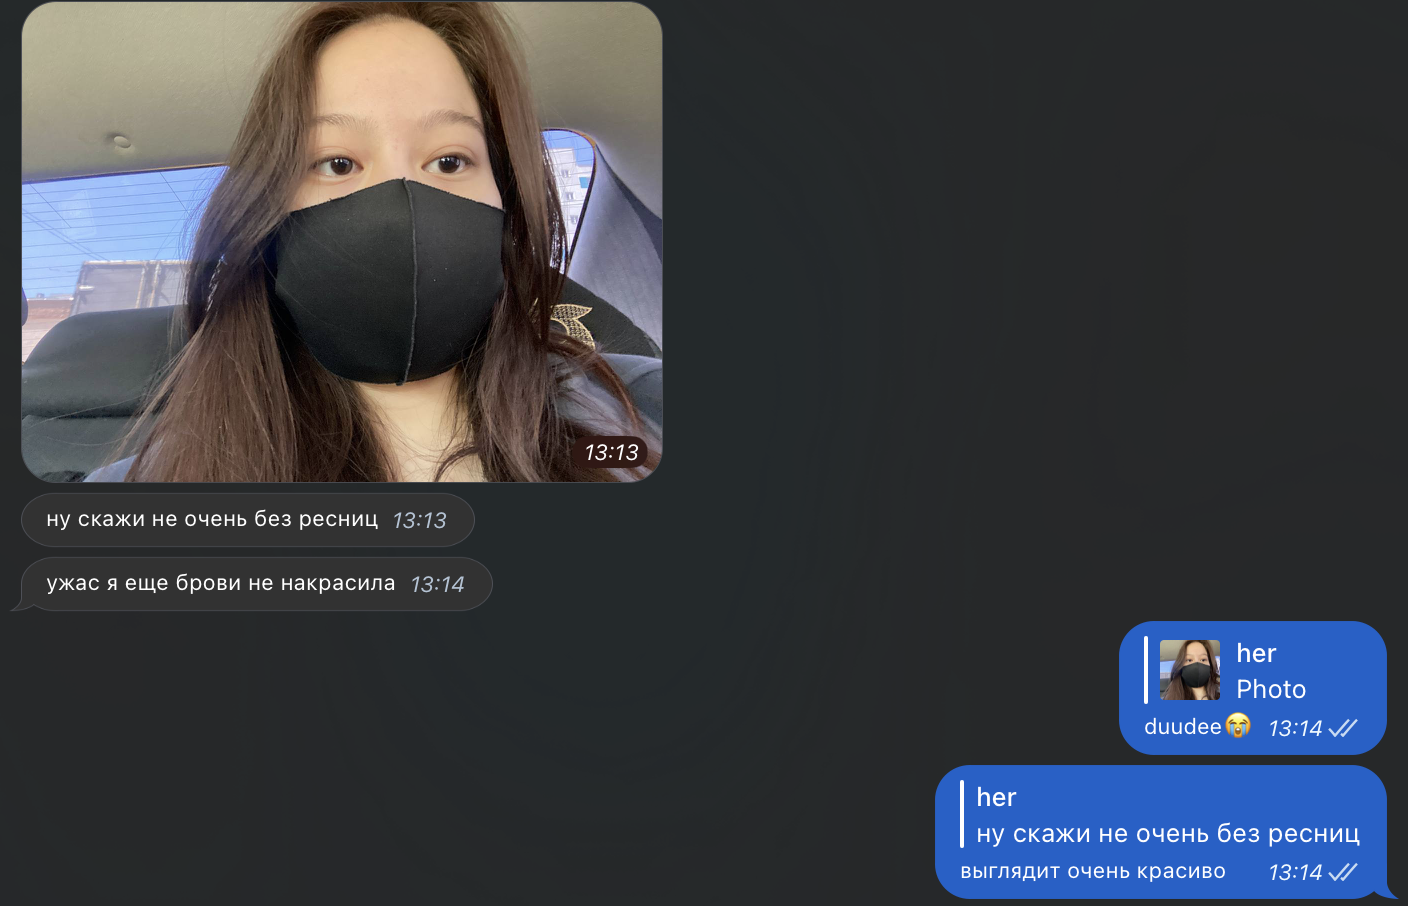 13:13
ну скажи не очень без ресниц 13:13
ужас я еще брови не накрасила 13:14
her
Photo
duudee😭 13:14
her
ну скажи не очень без ресниц
выглядит очень красиво 13:14